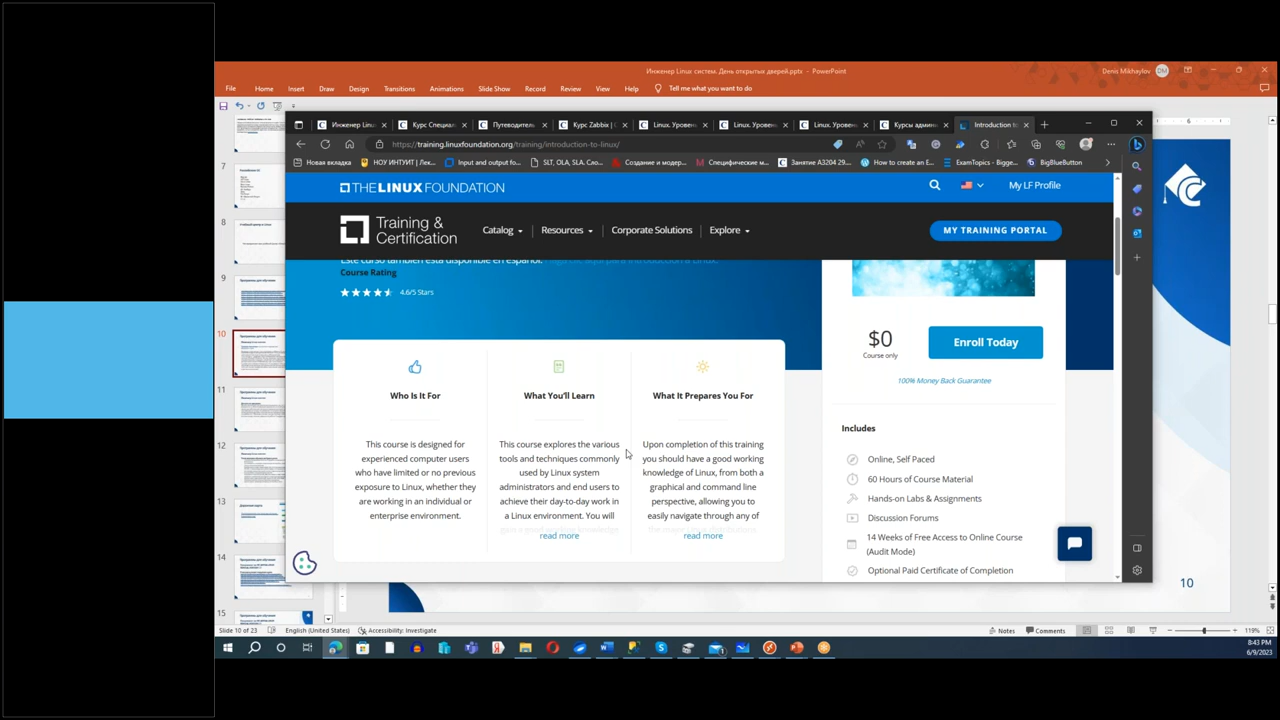 Инженер Linux систем. День открытых дверей.pptx - PowerPoint
Denis Mikhaylov
DM
File Home Insert Draw Design Transitions Animations Slide Show Record Review View Help Tell me what you want to do
Инженер Linu
Курс Специал
Путеводитель
Курс Zabbix |
Linux. Уровен
Linux. Уровен
Курсы админ
Introduction to
https://training.linuxfoundation.org/training/introduction-to-linux/
Новая вкладка
НОУ ИНТУИТ | Лек...
Input and output fo...
SLT, OLA, SLA. Сло...
Создание и модер...
Специфические м...
Занятие A3204 29...
How to create an E...
ExamTopics - Bigge...
BigBlueButton
THE LINUX FOUNDATION
My LF Profile
Training &
Certification
Catalog
Resources
Corporate Solutions
Explore
MY TRAINING PORTAL
Course Rating
4.6/5 Stars
$0
Course only
Enroll Today
100% Money Back Guarantee
Who Is It For
This course is designed for
experienced computer users
who have limited or no previous
exposure to Linux, whether they
are working in an individual or
enterprise environment.
What You'll Learn
This course explores the various
tools and techniques commonly
used by Linux system
administrators and end users to
achieve their day-to-day work in
a Linux environment. You will
read more
What It Prepares You For
Upon completion of this training
you should have a good working
knowledge of Linux, from both a
graphical and command line
perspective, allowing you to
easily navigate through any of
read more
Includes
Online, Self Paced
60 Hours of Course Material
Hands-on Labs & Assignments
Discussion Forums
14 Weeks of Free Access to Online Course
(Audit Mode)
Optional Paid Certificate of Completion
7
8
9
10
11
12
13
14
15
10
Slide 10 of 23
English (United States)
Accessibility: Investigate
Notes
Comments
119%
8:43 PM
6/9/2023